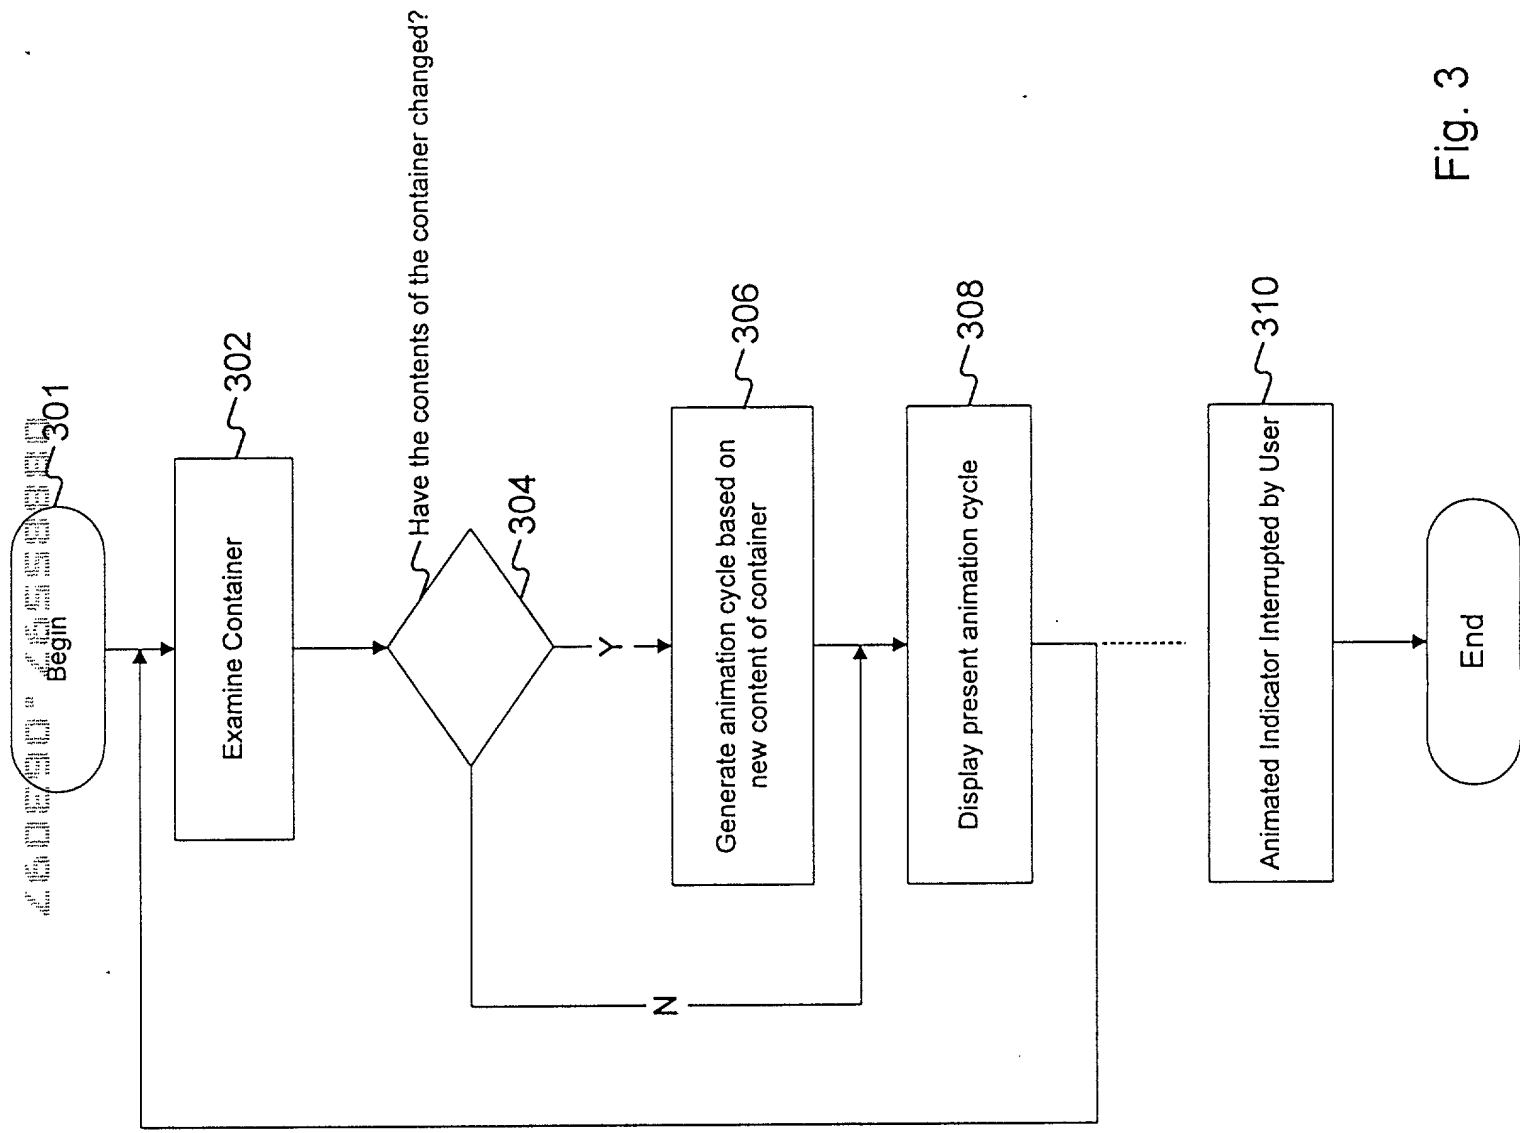 Begin
301
Examine Container
302
Have the contents of the container changed?
304
Y
N
Generate animation cycle based on
new content of container
306
Display present animation cycle
308
Animated Indicator Interrupted by User
310
End
Fig. 3